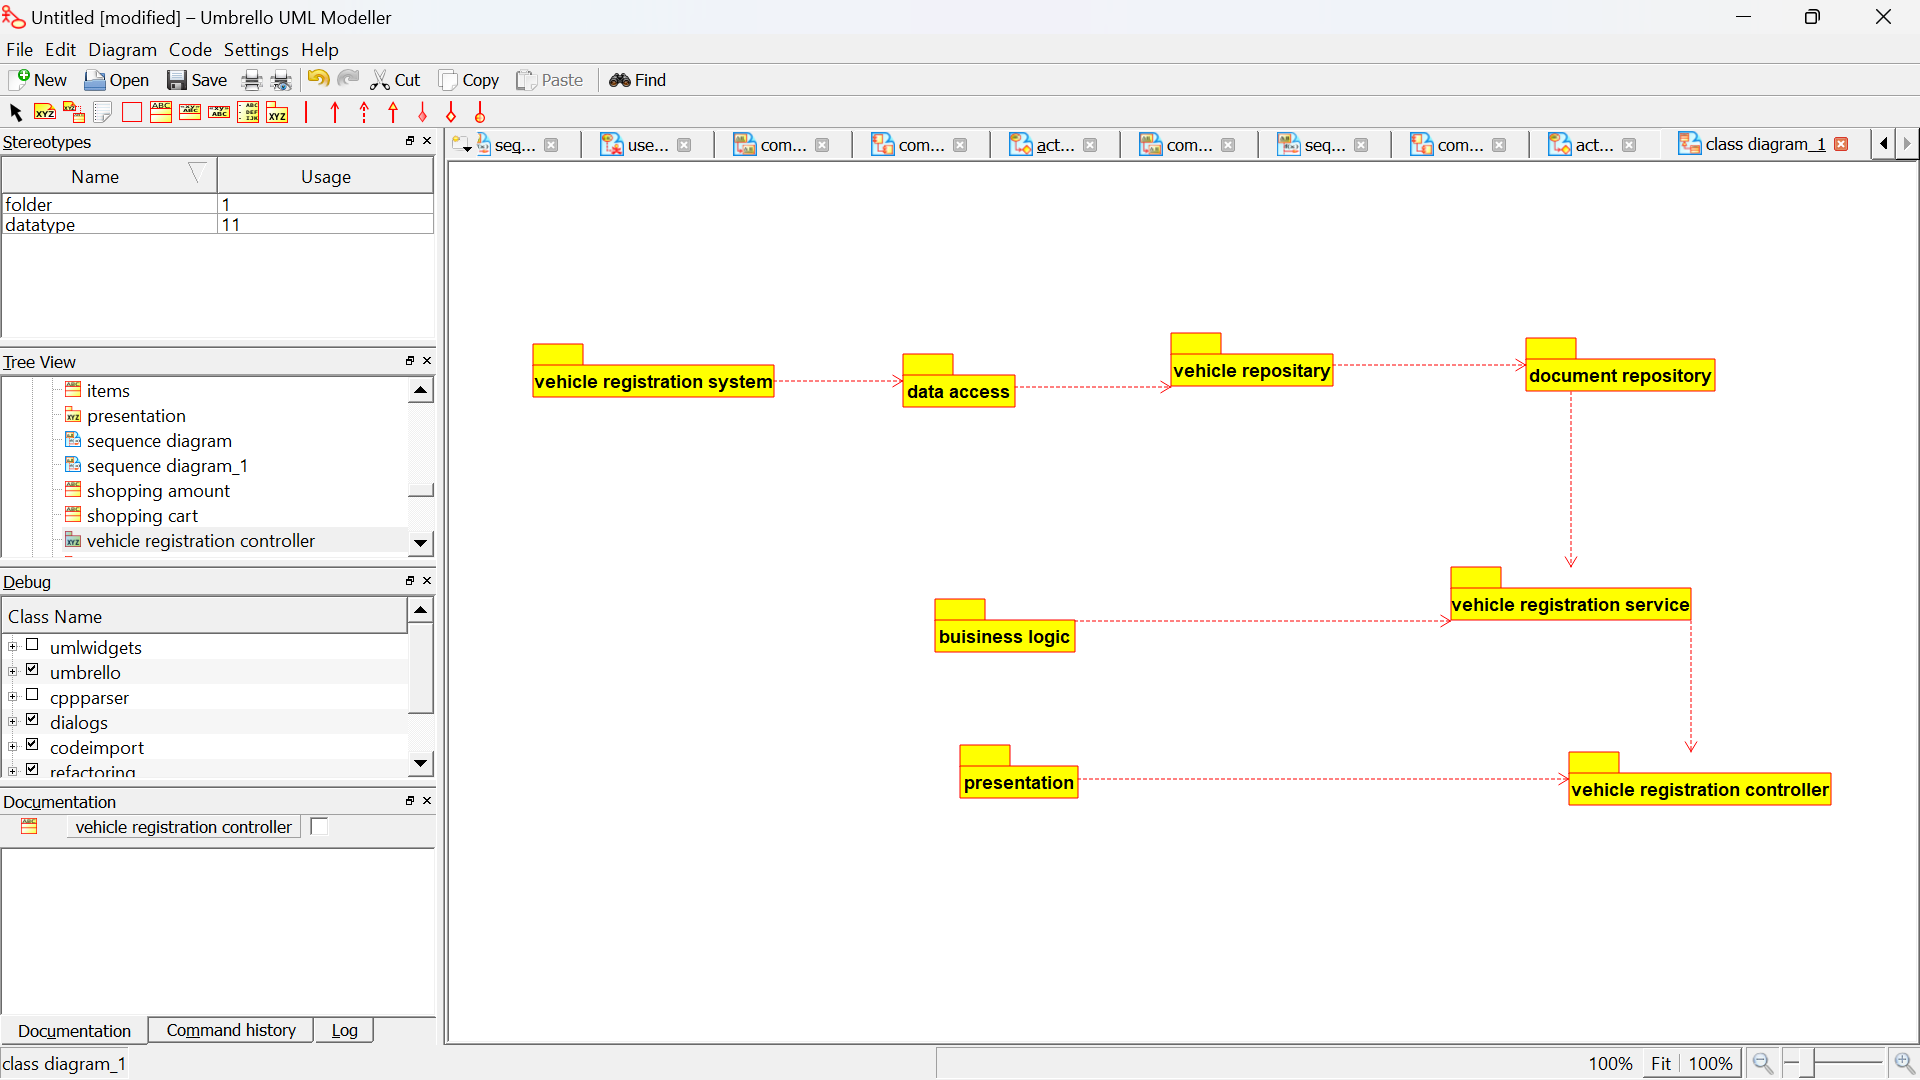 Untitled [modified] – Umbrello UML Modeller
File Edit Diagram Code Settings Help
New Open Save Cut Copy Paste Find
Stereotypes
seq... use... com... com... act... com... seq... com... act... class diagram_1
Name Usage
folder 1
datatype 11
Tree View
items
presentation
sequence diagram
sequence diagram_1
shopping amount
shopping cart
vehicle registration controller
Debug
Class Name
umlwidgets
umbrello
cppparser
dialogs
codeimport
refactoring
Documentation
vehicle registration controller
Documentation Command history Log
vehicle registration system
data access
vehicle repositary
document repository
buisiness logic
vehicle registration service
presentation
vehicle registration controller
class diagram_1
100% Fit 100%